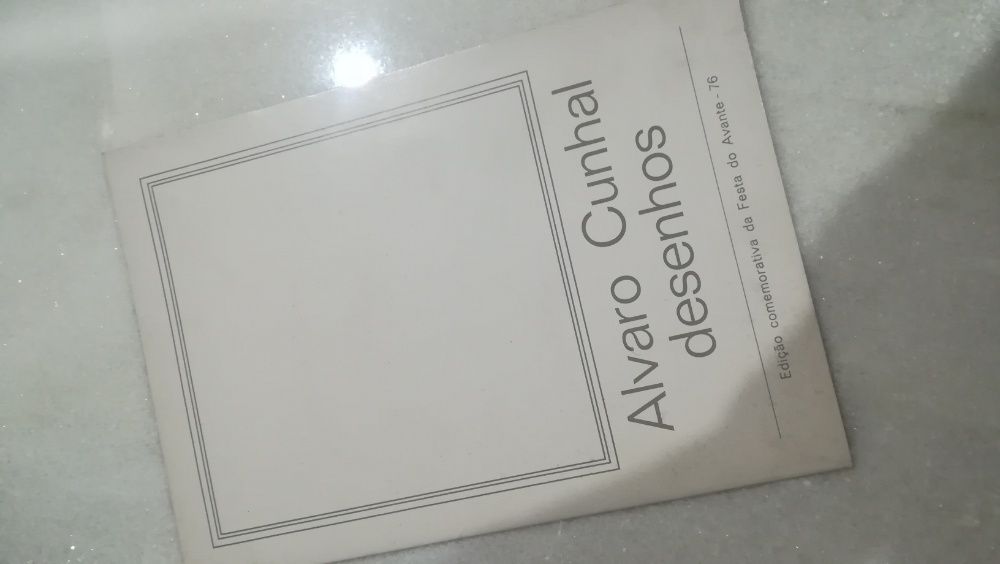 Alvaro Cunhal
desenhos
Edição comemorativa da Festa do Avante - 76